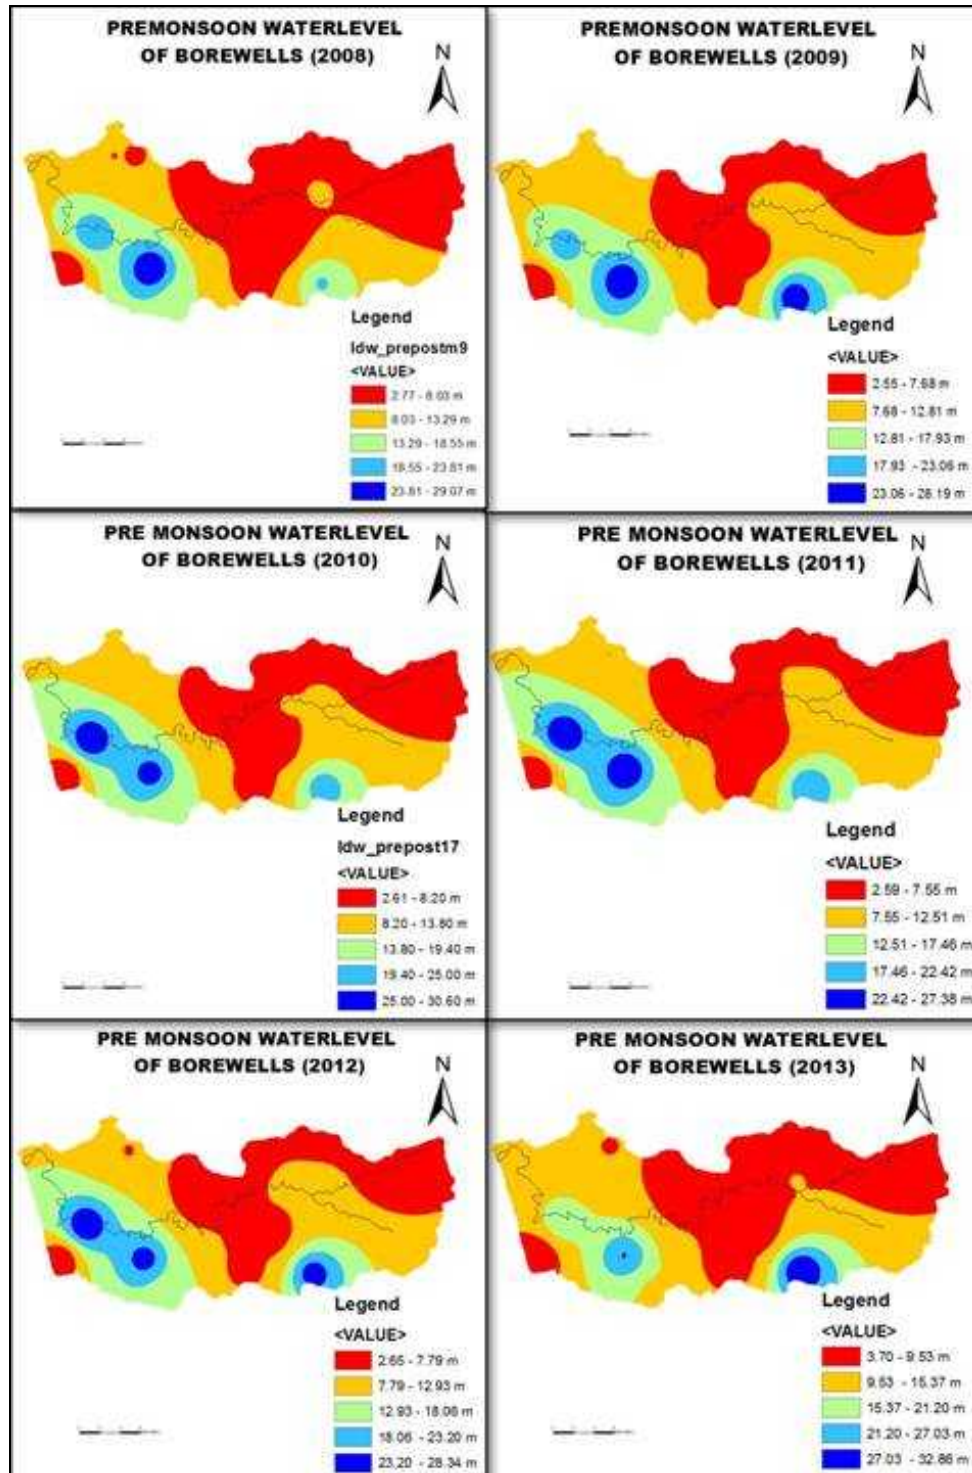 PREMONSOON WATERLEVEL
OF BOREWELLS (2008)
N
Legend
ldw_prepostm9
<VALUE>
2.77 - 8.03 m
8.03 - 13.29 m
13.29 - 18.55 m
18.55 - 23.81 m
23.81 - 29.07 m
PREMONSOON WATERLEVEL
OF BOREWELLS (2009)
N
Legend
<VALUE>
2.55 - 7.68 m
7.68 - 12.81 m
12.81 - 17.93 m
17.93 - 23.06 m
23.06 - 28.19 m
PRE MONSOON WATERLEVEL
OF BOREWELLS (2010)
N
Legend
ldw_prepost17
<VALUE>
2.61 - 8.20 m
8.20 - 13.80 m
13.80 - 19.40 m
19.40 - 25.00 m
25.00 - 30.60 m
PRE MONSOON WATERLEVEL
OF BOREWELLS (2011)
N
Legend
<VALUE>
2.59 - 7.55 m
7.55 - 12.51 m
12.51 - 17.46 m
17.46 - 22.42 m
22.42 - 27.38 m
PRE MONSOON WATERLEVEL
OF BOREWELLS (2012)
N
Legend
<VALUE>
2.65 - 7.79 m
7.79 - 12.93 m
12.93 - 18.06 m
18.06 - 23.20 m
23.20 - 28.34 m
PRE MONSOON WATERLEVEL
OF BOREWELLS (2013)
N
Legend
<VALUE>
3.70 - 9.53 m
9.53 - 15.37 m
15.37 - 21.20 m
21.20 - 27.03 m
27.03 - 32.86 m